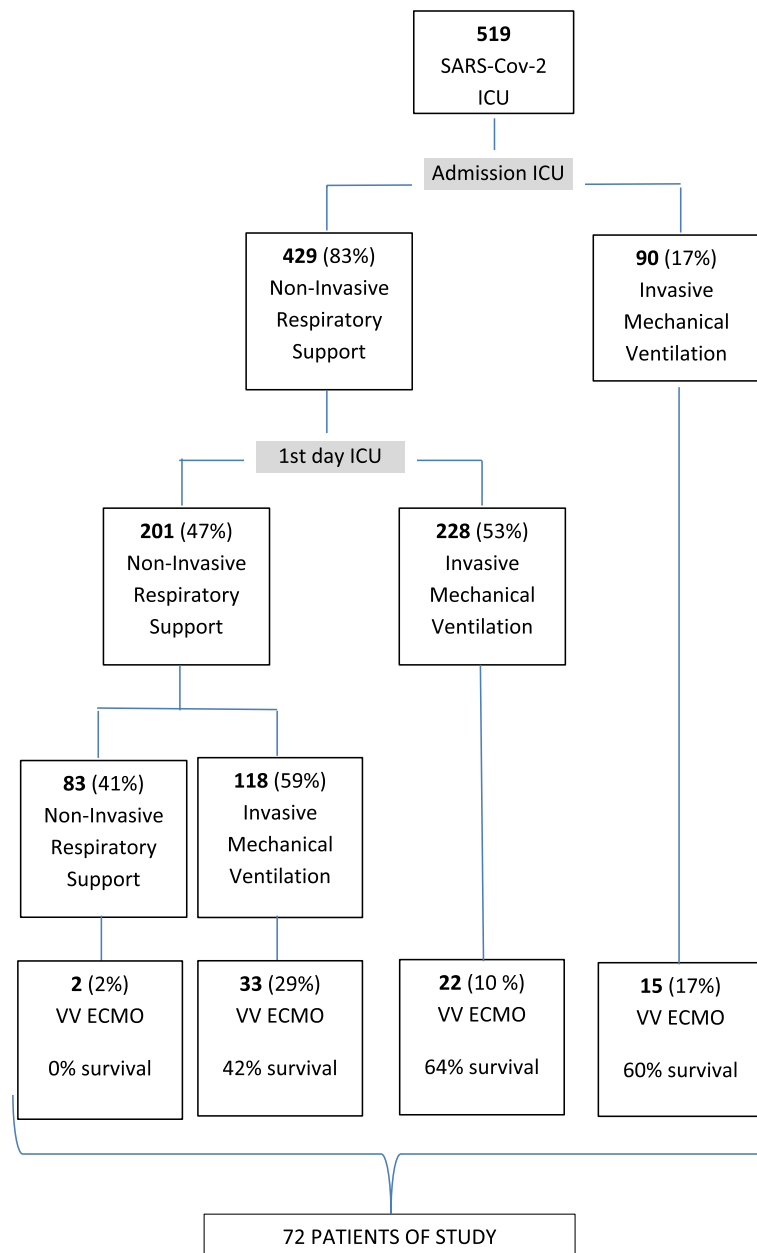 519
SARS-Cov-2
ICU
Admission ICU
429 (83%)
Non-Invasive
Respiratory
Support
90 (17%)
Invasive
Mechanical
Ventilation
1st day ICU
201 (47%)
Non-Invasive
Respiratory
Support
228 (53%)
Invasive
Mechanical
Ventilation
83 (41%)
Non-Invasive
Respiratory
Support
118 (59%)
Invasive
Mechanical
Ventilation
2 (2%)
VV ECMO
0% survival
33 (29%)
VV ECMO
42% survival
22 (10 %)
VV ECMO
64% survival
15 (17%)
VV ECMO
60% survival
72 PATIENTS OF STUDY